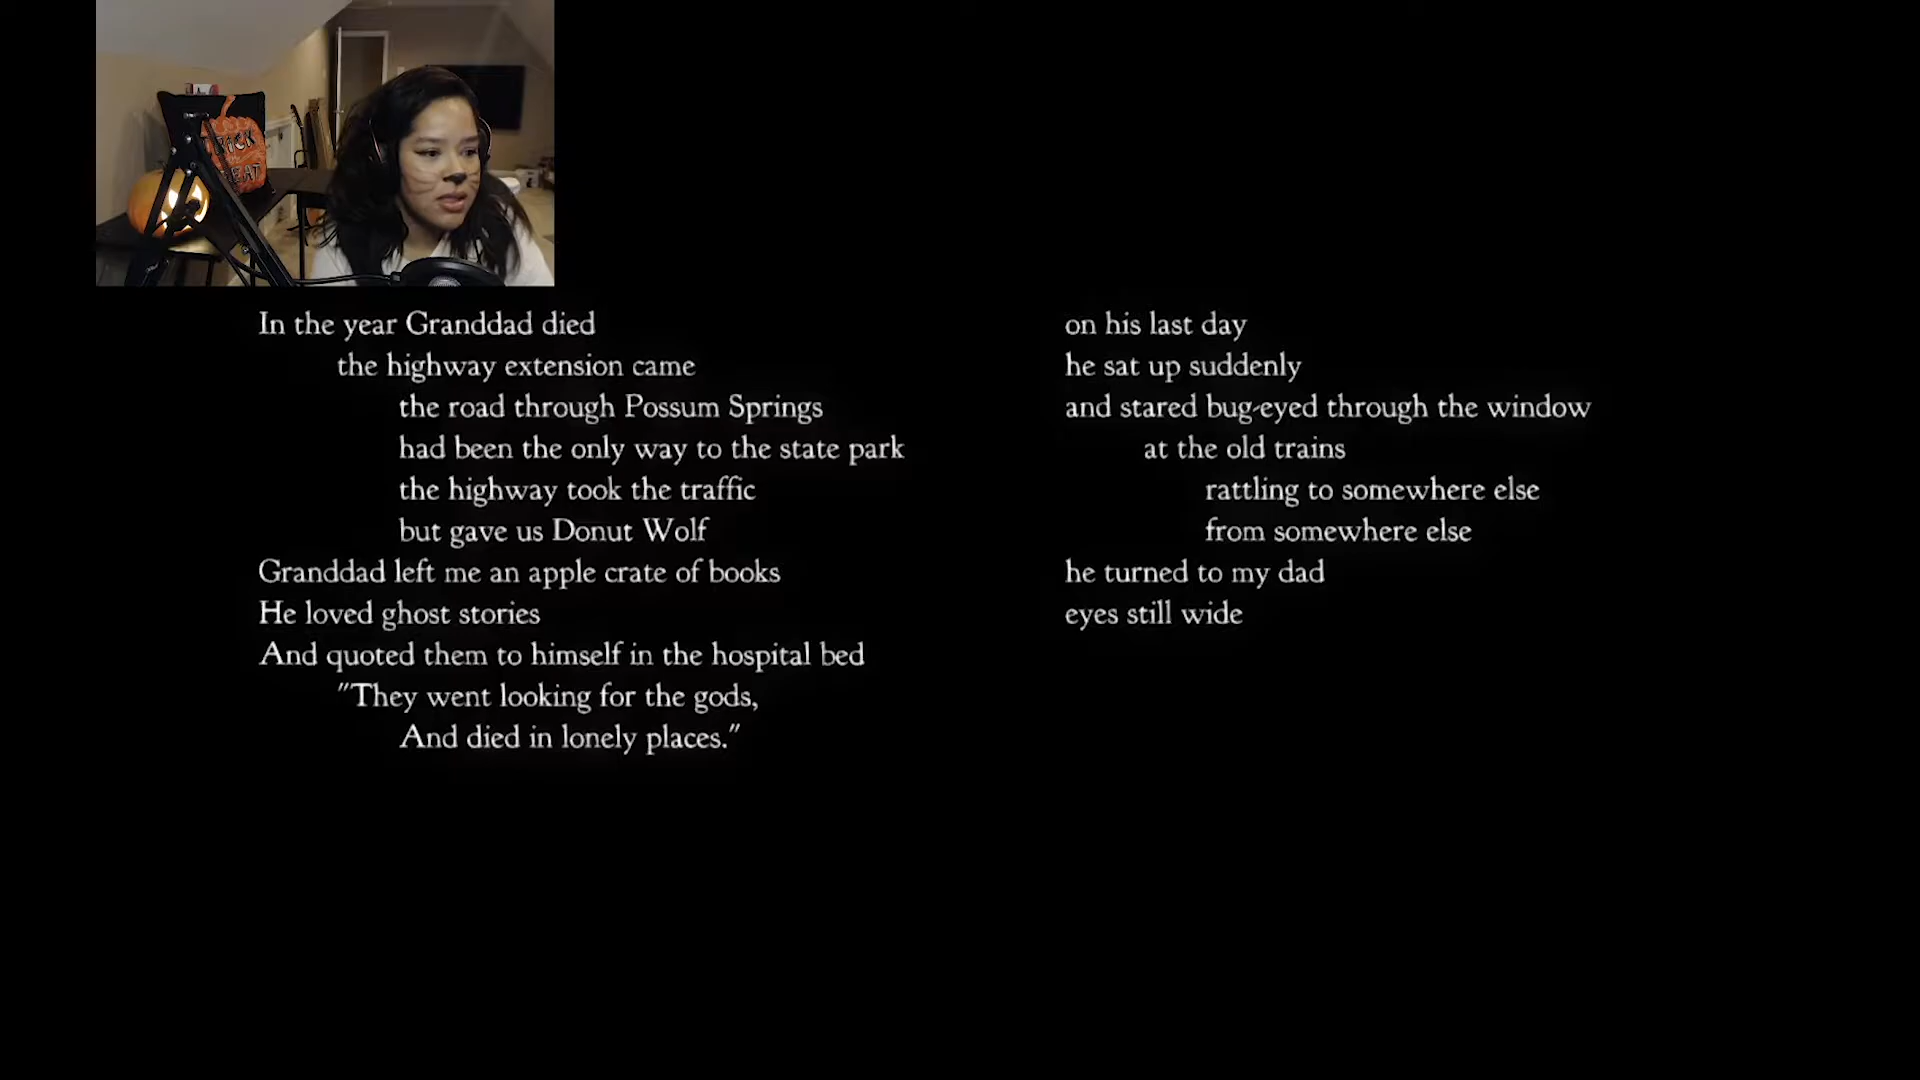 TRICK
TREAT
In the year Granddad died
the highway extension came
the road through Possum Springs
had been the only way to the state park
the highway took the traffic
but gave us Donut Wolf
Granddad left me an apple crate of books
He loved ghost stories
And quoted them to himself in the hospital bed
"They went looking for the gods,
And died in lonely places."
on his last day
he sat up suddenly
and stared bug-eyed through the window
at the old trains
rattling to somewhere else
from somewhere else
he turned to my dad
eyes still wide